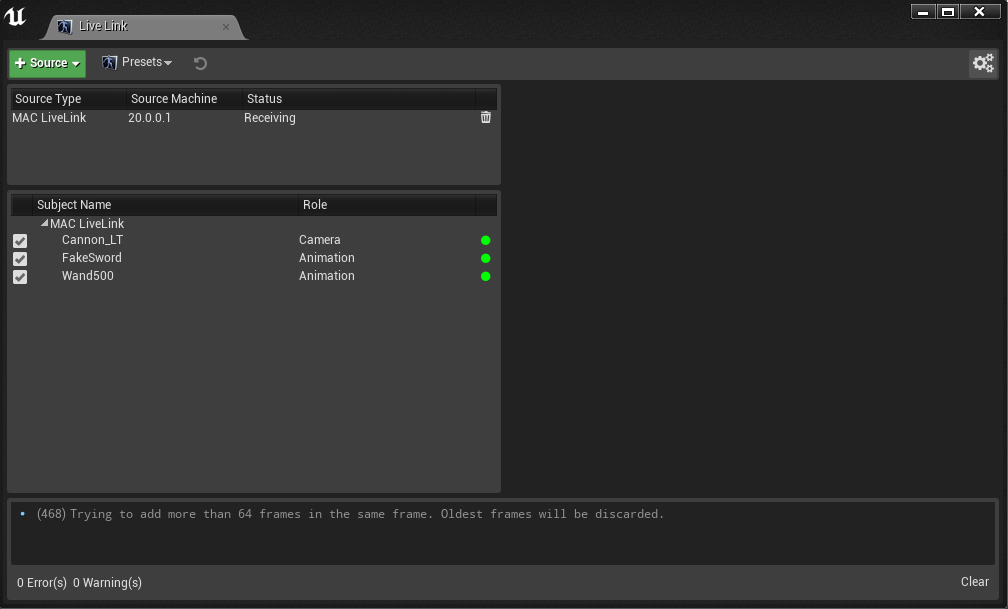 Live Link
Source Presets
Source Type Source Machine Status
MAC LiveLink 20.0.0.1 Receiving
Subject Name Role
MAC LiveLink
Cannon_LT Camera
FakeSword Animation
Wand500 Animation
• (468) Trying to add more than 64 frames in the same frame. Oldest frames will be discarded.
0 Error(s) 0 Warning(s) Clear